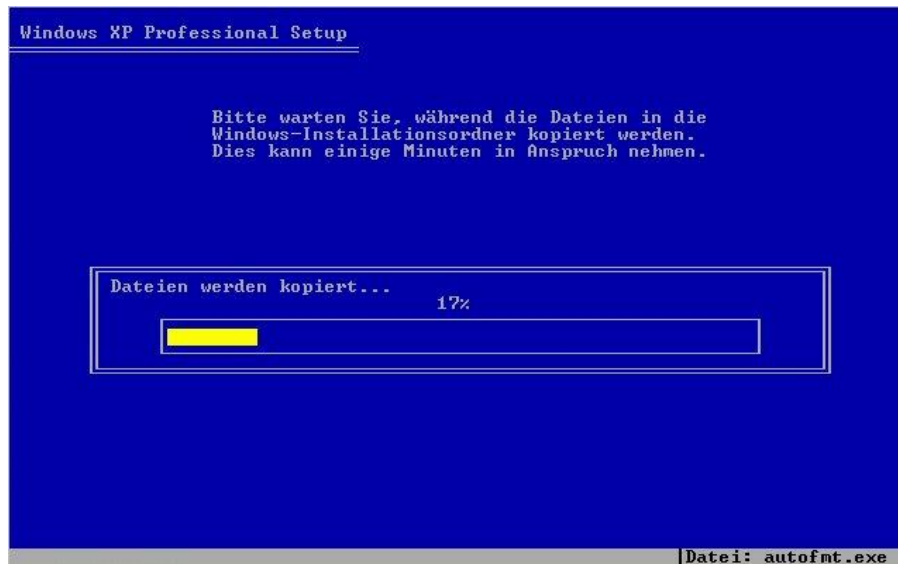 Windows XP Professional Setup
Bitte warten Sie, während die Dateien in die
Windows-Installationsordner kopiert werden.
Dies kann einige Minuten in Anspruch nehmen.
Dateien werden kopiert...
17%
|Datei: autofmt.exe